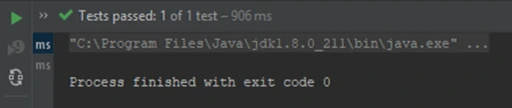 » Tests passed: 1 of 1 test – 906 ms
ms "C:\Program Files\Java\jdk1.8.0_211\bin\java.exe" ...
ms
Process finished with exit code 0